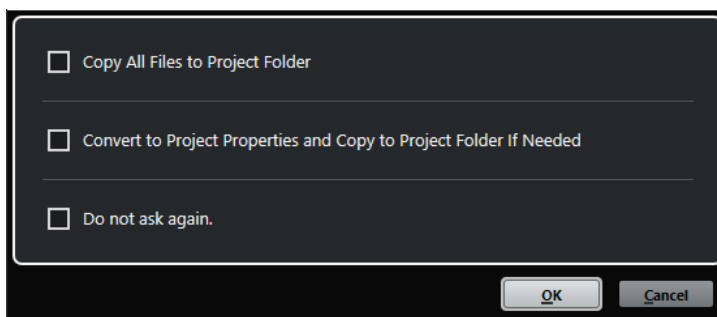 Copy All Files to Project Folder
Convert to Project Properties and Copy to Project Folder If Needed
Do not ask again.
OK
Cancel